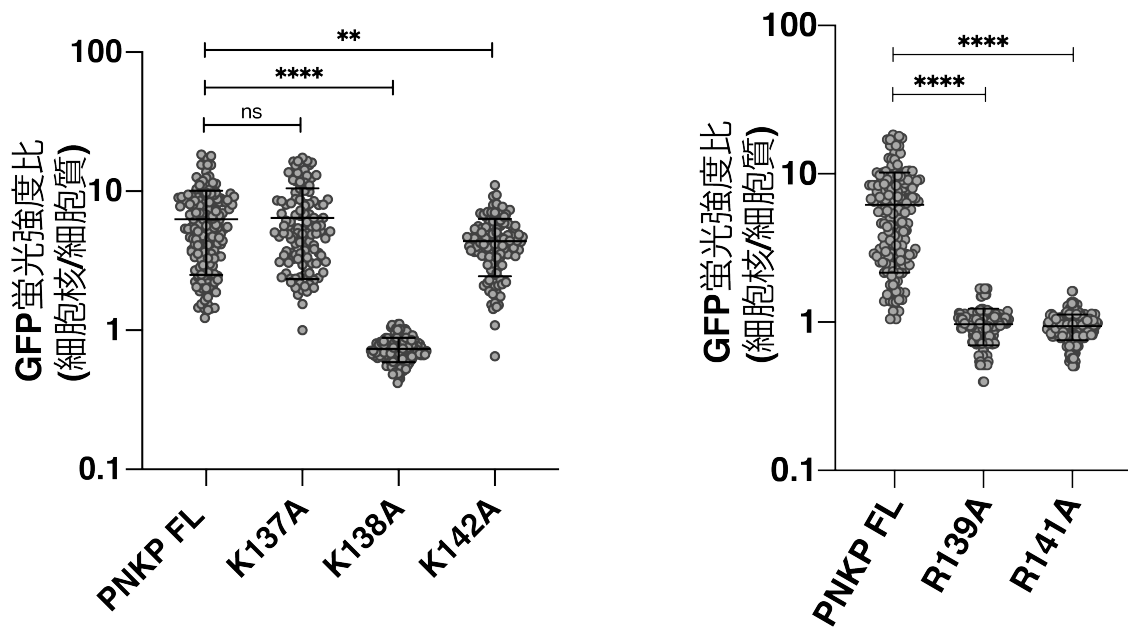 GFP蛍光強度比
(細胞核/細胞質)
100
10
1
0.1
**
****
ns
PNKP FL
K137A
K138A
K142A
GFP蛍光強度比
(細胞核/細胞質)
100
10
1
0.1
****
****
PNKP FL
R139A
R141A